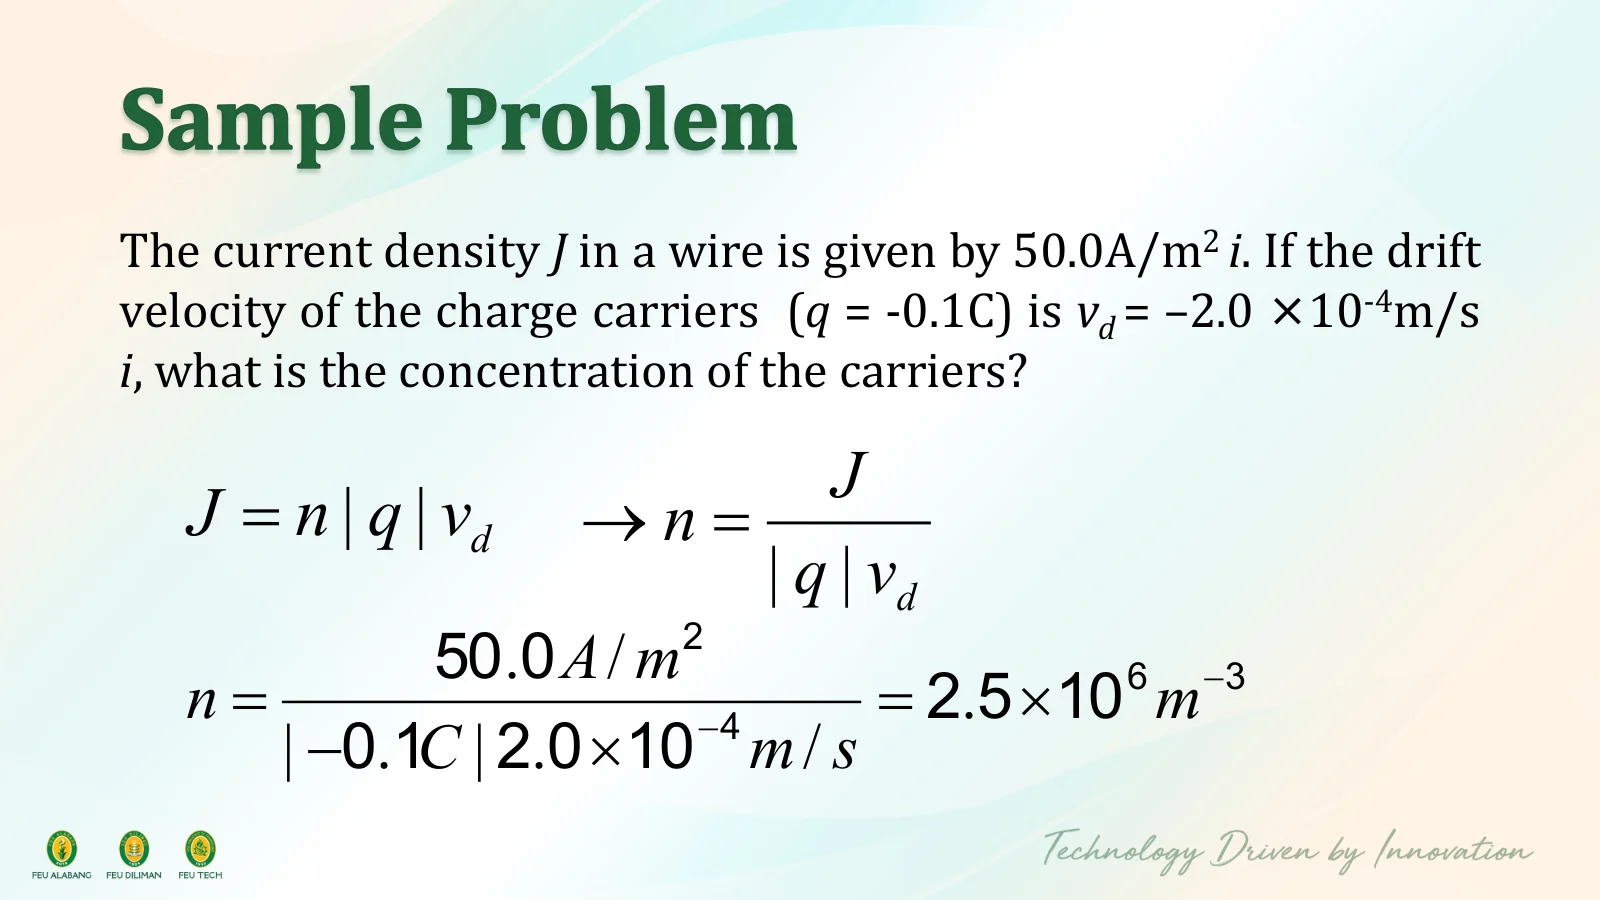 Sample Problem
The current density J in a wire is given by 50.0A/m² i. If the drift
velocity of the charge carriers (q = -0.1C) is v_d = –2.0 ×10⁻⁴m/s
i, what is the concentration of the carriers?
J = n | q | v_d → n = J / | q | v_d
n = 50.0 A / m² / | −0.1C | 2.0×10⁻⁴ m / s = 2.5×10⁶ m⁻³
FEU ALABANG FEU DILIMAN FEU TECH
Technology Driven by Innovation